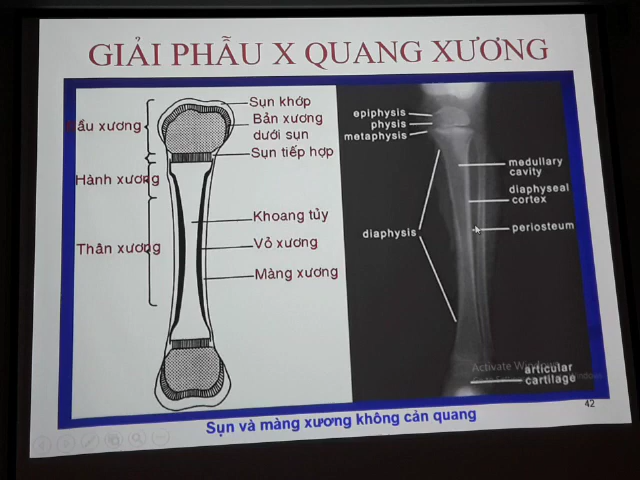 GIẢI PHẪU X QUANG XƯƠNG
Sụn khớp
Đầu xương
Bản xương
dưới sụn
Sụn tiếp hợp
Hành xương
Khoang tủy
Thân xương
Vỏ xương
Màng xương
epiphysis
physis
metaphysis
medullary
cavity
diaphyseal
cortex
diaphysis
periosteum
Activate Windows
articular
cartilage
42
Sụn và màng xương không cản quang